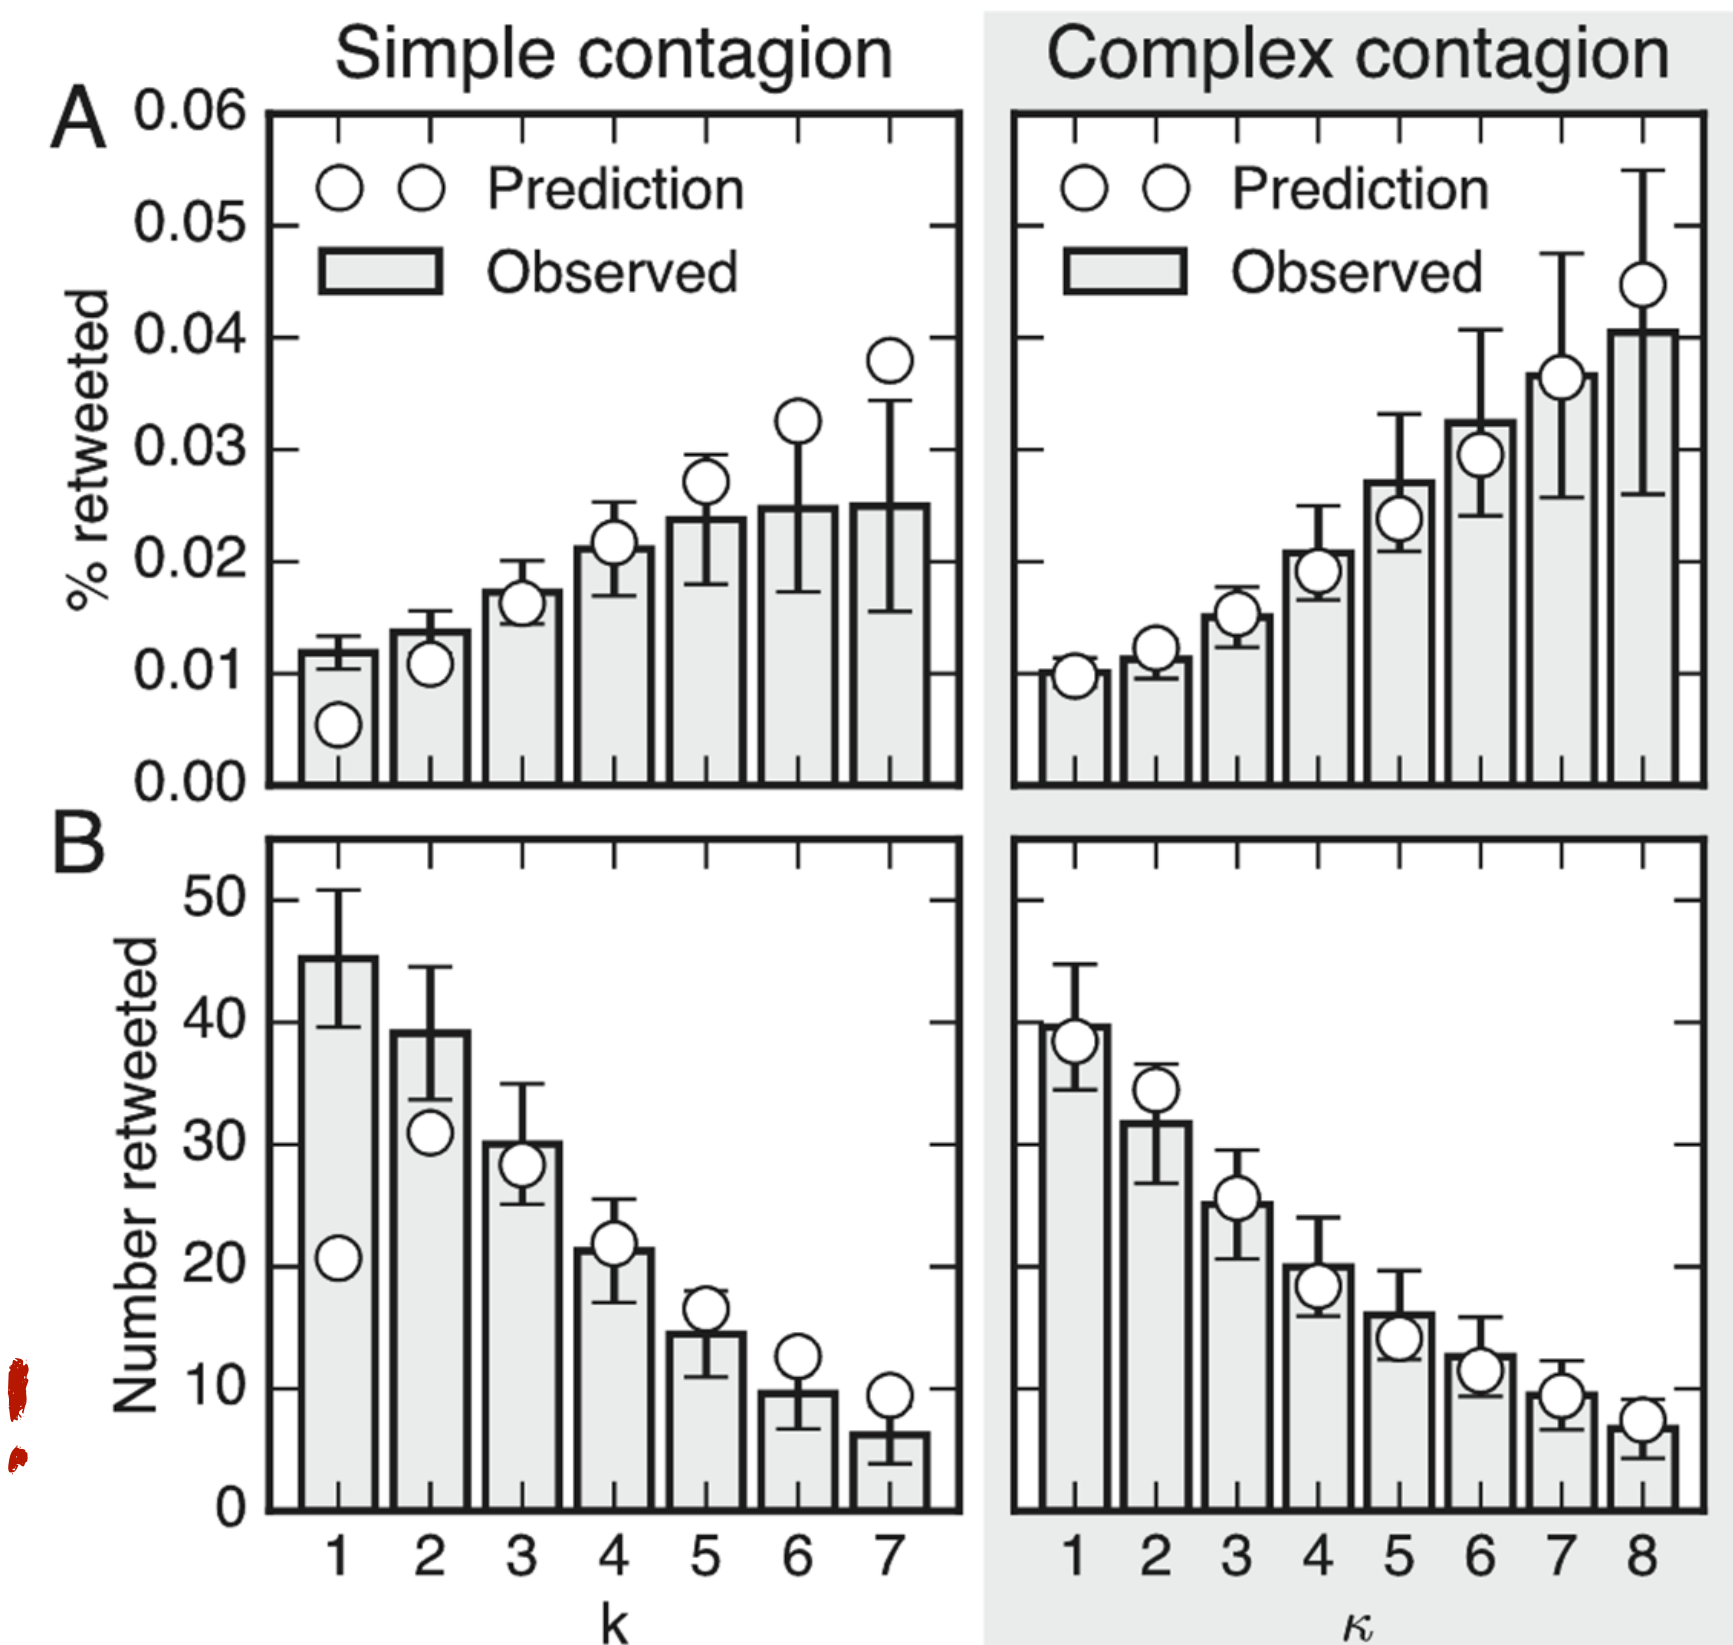 Simple contagion
Complex contagion
A
0.06
0.05
0.04
0.03
0.02
0.01
0.00
% retweeted
Prediction
Observed
Prediction
Observed
B
50
40
30
20
10
0
Number retweeted
1 2 3 4 5 6 7
k
1 2 3 4 5 6 7 8
κ
!